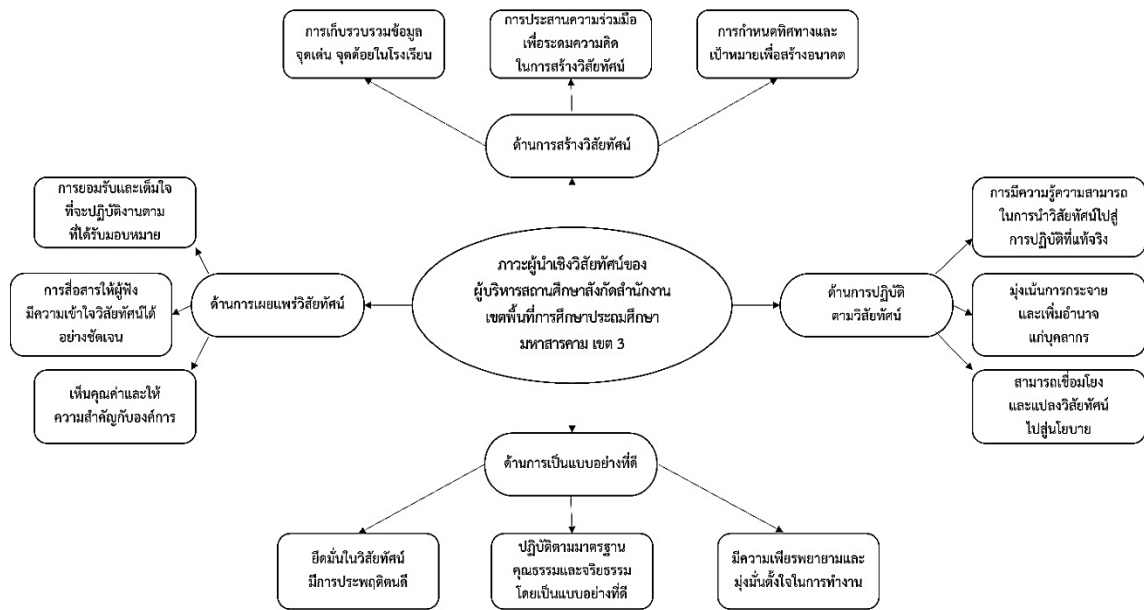 การเก็บรวบรวมข้อมูล
จุดเด่น จุดด้อยในโรงเรียน
การประสานความร่วมมือ
เพื่อระดมความคิด
ในการสร้างวิสัยทัศน์
การกำหนดทิศทางและ
เป้าหมายเพื่อสร้างอนาคต
ด้านการสร้างวิสัยทัศน์
การยอมรับและเต็มใจ
ที่จะปฏิบัติงานตาม
ที่ได้รับมอบหมาย
การสื่อสารให้ผู้ฟัง
มีความเข้าใจวิสัยทัศน์ได้
อย่างชัดเจน
เห็นคุณค่าและให้
ความสำคัญกับองค์การ
ด้านการเผยแพร่วิสัยทัศน์
ภาวะผู้นำเชิงวิสัยทัศน์ของ
ผู้บริหารสถานศึกษาสังกัดสำนักงาน
เขตพื้นที่การศึกษาประถมศึกษา
มหาสารคาม เขต 3
ด้านการปฏิบัติ
ตามวิสัยทัศน์
การมีความรู้ความสามารถ
ในการนำวิสัยทัศน์ไปสู่
การปฏิบัติที่แท้จริง
มุ่งเน้นการกระจาย
และเพิ่มอำนาจ
แก่บุคลากร
สามารถเชื่อมโยง
และแปลงวิสัยทัศน์
ไปสู่นโยบาย
ด้านการเป็นแบบอย่างที่ดี
ยึดมั่นในวิสัยทัศน์
มีการประพฤติตนดี
ปฏิบัติตามมาตรฐาน
คุณธรรมและจริยธรรม
โดยเป็นแบบอย่างที่ดี
มีความเพียรพยายามและ
มุ่งมั่นตั้งใจในการทำงาน